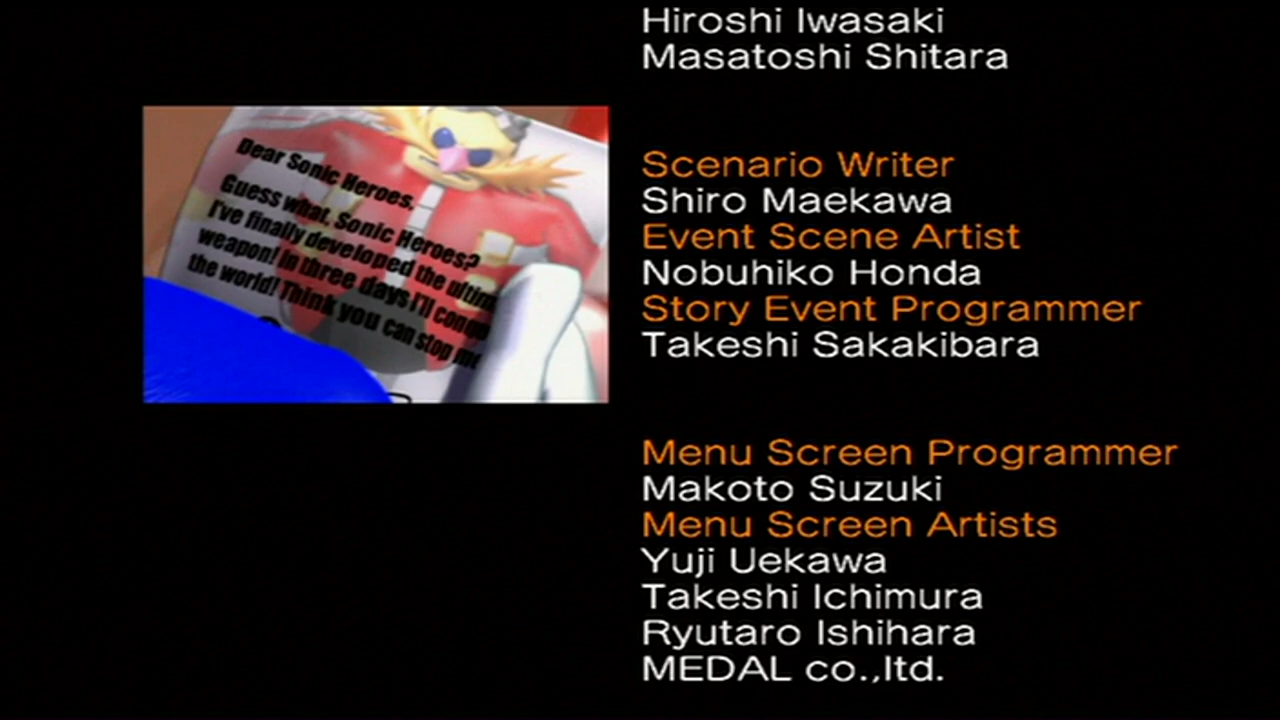 Hiroshi Iwasaki
Masatoshi Shitara
Dear Sonic Heroes,
Guess what, Sonic Heroes?
I've finally developed the
weapon! In three days I'll
the world! Think you can stop
Scenario Writer
Shiro Maekawa
Event Scene Artist
Nobuhiko Honda
Story Event Programmer
Takeshi Sakakibara
Menu Screen Programmer
Makoto Suzuki
Menu Screen Artists
Yuji Uekawa
Takeshi Ichimura
Ryutaro Ishihara
MEDAL co.,ltd.